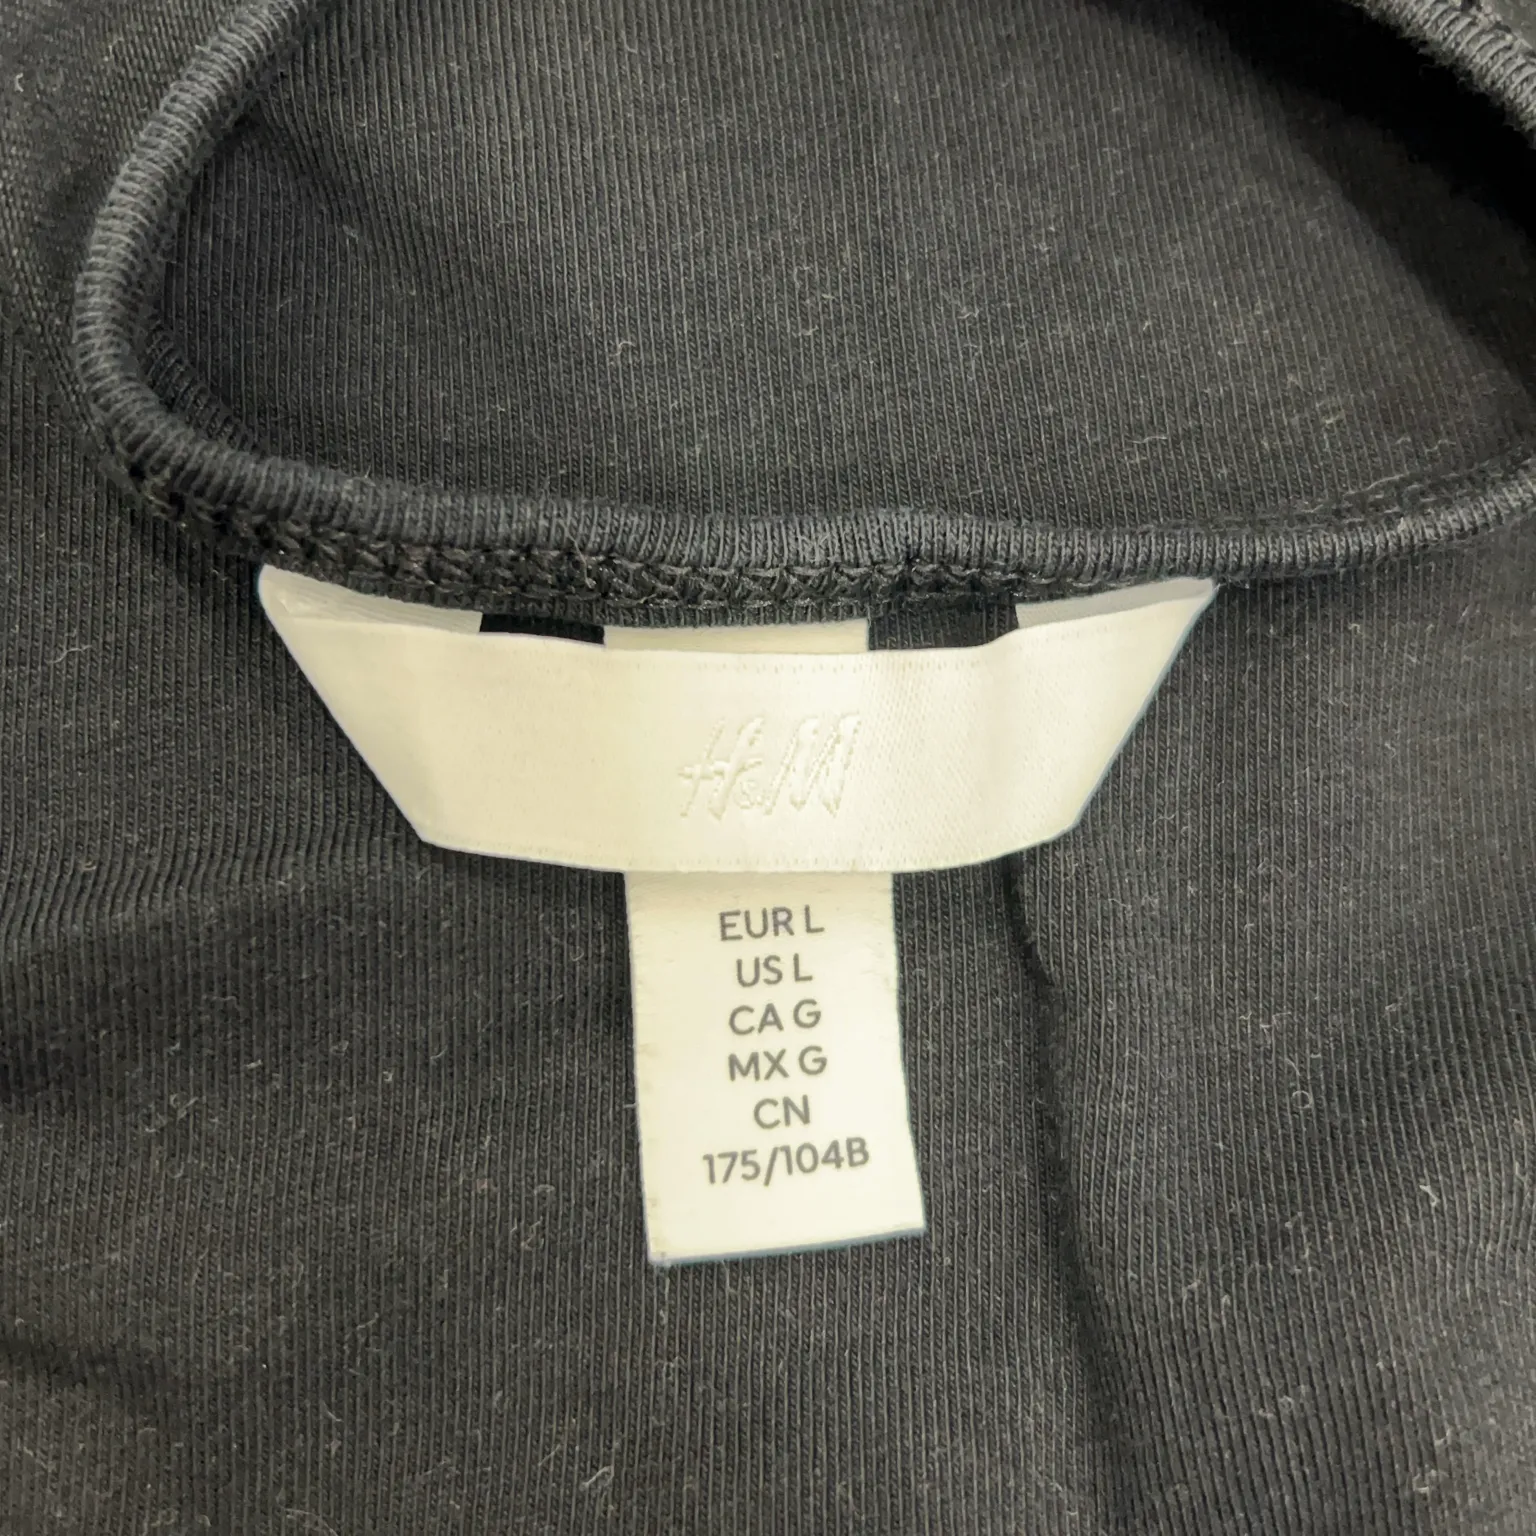 H&M
EUR L
US L
CA G
MX G
CN
175/104B